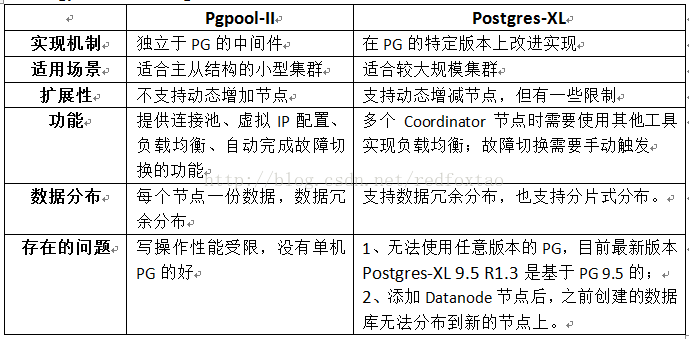 Pgpool-II
Postgres-XL
实现机制
独立于 PG 的中间件
在 PG 的特定版本上改进实现
适用场景
适合主从结构的小型集群
适合较大规模集群
扩展性
不支持动态增加节点
支持动态增减节点，但有一些限制
功能
提供连接池、虚拟 IP 配置、
负载均衡、自动完成故障切
换的功能
多个 Coordinator 节点时需要使用其他工具
实现负载均衡；故障切换需要手动触发
http://blog.csdn.net/redfoxtao
数据分布
每个节点一份数据，数据冗
余分布
支持数据冗余分布，也支持分片式分布。
存在的问题
写操作性能受限，没有单机
PG 的好
1、无法使用任意版本的 PG，目前最新版本
Postgres-XL 9.5 R1.3 是基于 PG 9.5 的；
2、添加 Datanode 节点后，之前创建的数据
库无法分布到新的节点上。